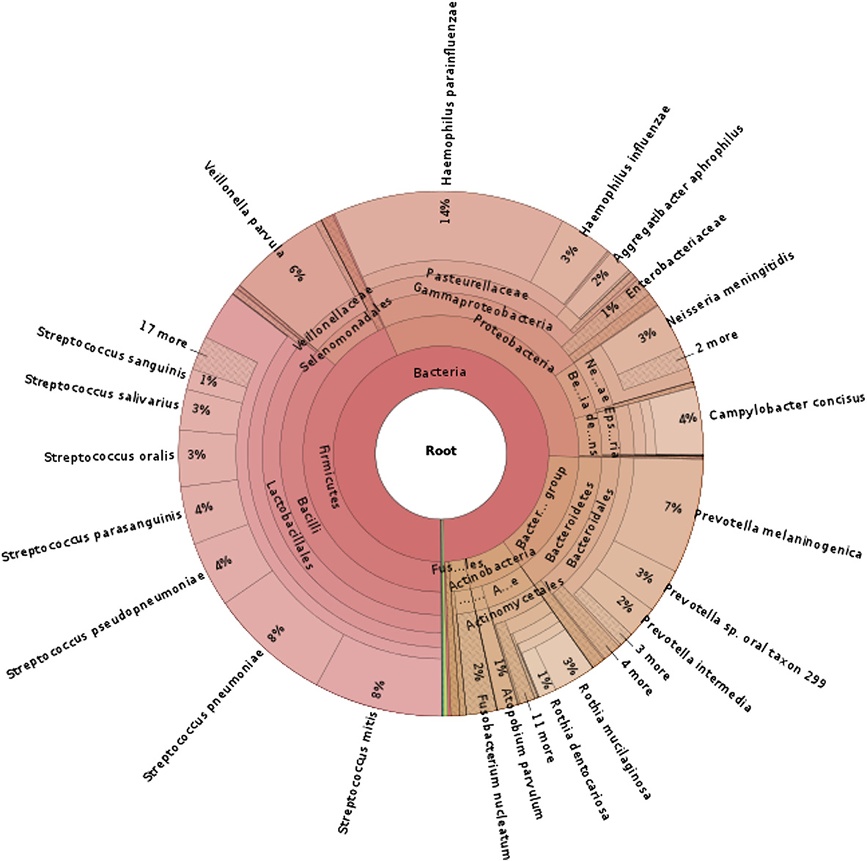 Haemophilus parainfluenzae
14%
Haemophilus influenzae
3%
Aggregatibacter aphrophilus
2%
Enterobacteriaceae
1%
Neisseria meningitidis
3%
2 more
Campylobacter concisus
4%
Prevotella melaninogenica
7%
Prevotella sp. oral taxon 299
3%
Prevotella intermedia
2%
3 more
4 more
Rothia mucilaginosa
3%
Rothia dentocariosa
1%
11 more
Atopobium parvulum
1%
Fusobacterium nucleatum
2%
Streptococcus mitis
8%
Streptococcus pneumoniae
8%
Streptococcus pseudopneumoniae
4%
Streptococcus parasanguinis
4%
Streptococcus oralis
3%
Streptococcus salivarius
3%
Streptococcus sanguinis
1%
17 more
Veillonella parvula
6%
Veillonellaceae
Selenomonadales
Pasteurellaceae
Gammaproteobacteria
Proteobacteria
Be...ia
Ne...ae
de...ns
Eps...ria
Bacteria
Root
Firmicutes
Bacilli
Lactobacillales
Bacter... group
Bacteroidetes
Bacteroidales
Fus...les
Actinobacteria
......
A...e
Actinomycetales